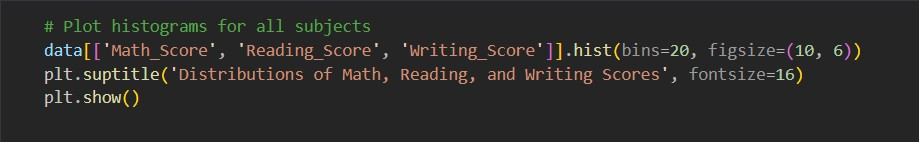 # Plot histograms for all subjects
data[['Math_Score', 'Reading_Score', 'Writing_Score']].hist(bins=20, figsize=(10, 6))
plt.suptitle('Distributions of Math, Reading, and Writing Scores', fontsize=16)
plt.show()